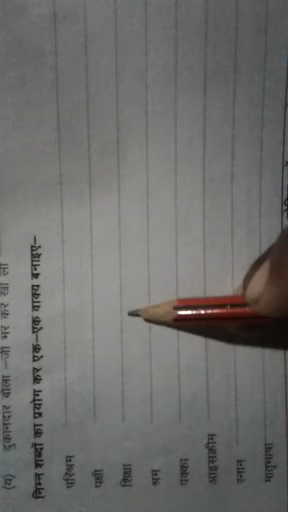 (य) दुकानदार बोला —जी भर कर खा लो
निम्न शब्दों का प्रयोग कर एक–एक वाक्य बनाइए–
परिश्रम
पक्षी
शिक्षा
श्रम
पक्का
आइसक्रीम
स्नान